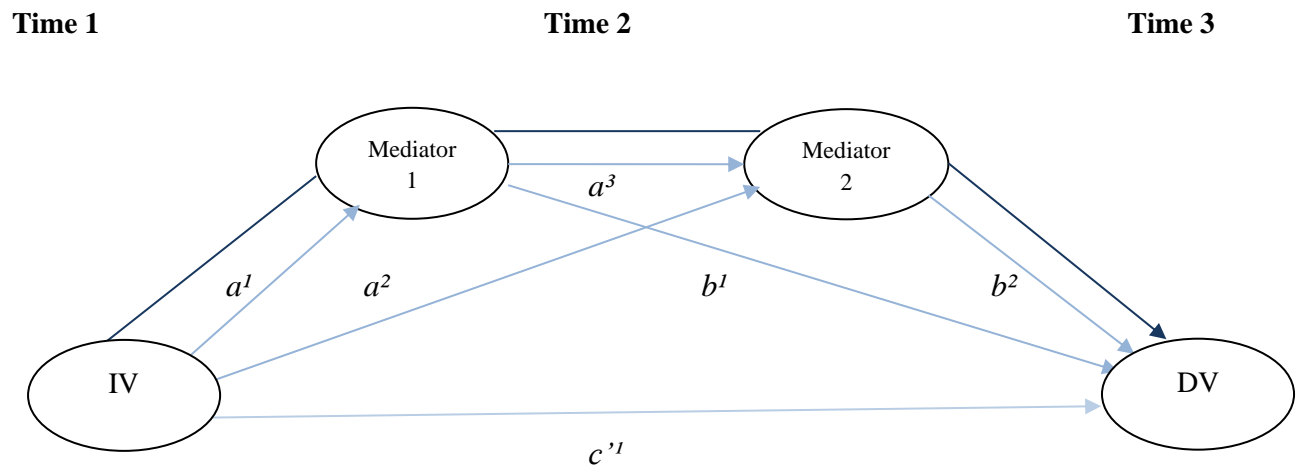 Time 1
Time 2
Time 3
Mediator
1
Mediator
2
a³
a¹
a²
b¹
b²
IV
DV
c’¹